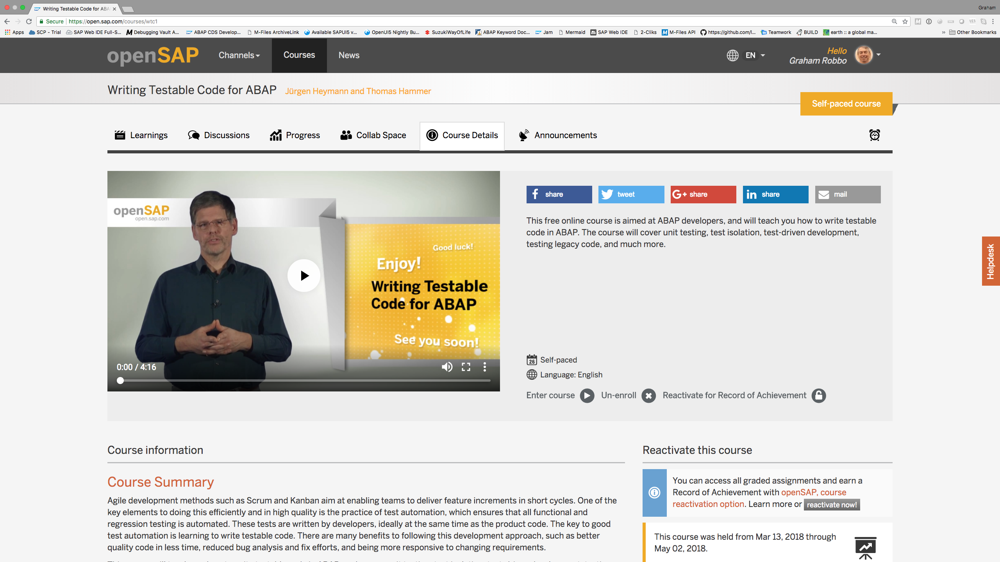 Writing Testable Code for ABA
Graham
Secure
https://open.sap.com/courses/wtc1
Apps
SCP - Trial
SAP Web IDE Full-S...
Debugging Vault A...
ABAP CDS Develop...
M-Files ArchiveLink
Available SAPUI5 v...
OpenUI5 Nightly Bu...
SuzukiWayOfLife
ABAP Keyword Doc...
Jam
Mermaid
SAP Web IDE
2-Cliks
M-Files API
https://github.com/l...
Teamwork
BUILD
earth :: a global ma...
» Other Bookmarks
openSAP
Channels
Courses
News
EN
Hello
Graham Robbo
Writing Testable Code for ABAP
Jürgen Heymann and Thomas Hammer
Self-paced course
Learnings
Discussions
Progress
Collab Space
Course Details
Announcements
openSAP
open.sap.com
Good luck!
Enjoy!
Writing Testable
Code for ABAP
See you soon!
0:00 / 4:16
share
tweet
G+ share
in share
mail
This free online course is aimed at ABAP developers, and will teach you how to write testable
code in ABAP. The course will cover unit testing, test isolation, test-driven development,
testing legacy code, and much more.
Helpdesk
26 Self-paced
Language: English
Enter course
Un-enroll
Reactivate for Record of Achievement
Course information
Course Summary
Agile development methods such as Scrum and Kanban aim at enabling teams to deliver feature increments in short cycles. One of the
key elements to doing this efficiently and in high quality is the practice of test automation, which ensures that all functional and
regression testing is automated. These tests are written by developers, ideally at the same time as the product code. The key to good
test automation is learning to write testable code. There are many benefits to following this development approach, such as better
quality code in less time, reduced bug analysis and fix efforts, and being more responsive to changing requirements.
Reactivate this course
You can access all graded assignments and earn a
Record of Achievement with openSAP, course
reactivation option. Learn more or reactivate now!
This course was held from Mar 13, 2018 through
May 02, 2018.